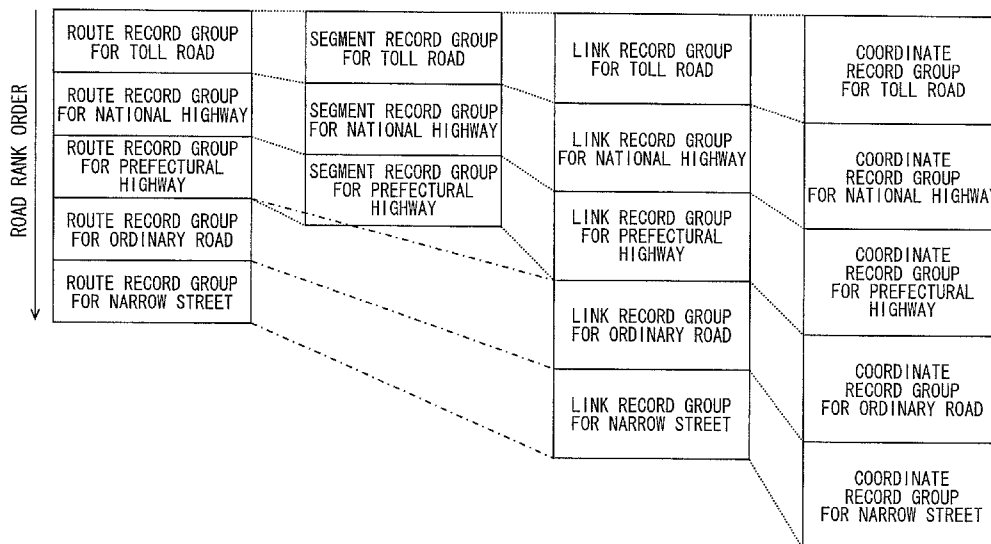 ROAD RANK ORDER
ROUTE RECORD GROUP
FOR TOLL ROAD
ROUTE RECORD GROUP
FOR NATIONAL HIGHWAY
ROUTE RECORD GROUP
FOR PREFECTURAL
HIGHWAY
ROUTE RECORD GROUP
FOR ORDINARY ROAD
ROUTE RECORD GROUP
FOR NARROW STREET
SEGMENT RECORD GROUP
FOR TOLL ROAD
SEGMENT RECORD GROUP
FOR NATIONAL HIGHWAY
SEGMENT RECORD GROUP
FOR PREFECTURAL
HIGHWAY
LINK RECORD GROUP
FOR TOLL ROAD
LINK RECORD GROUP
FOR NATIONAL HIGHWAY
LINK RECORD GROUP
FOR PREFECTURAL
HIGHWAY
LINK RECORD GROUP
FOR ORDINARY ROAD
LINK RECORD GROUP
FOR NARROW STREET
COORDINATE
RECORD GROUP
FOR TOLL ROAD
COORDINATE
RECORD GROUP
FOR NATIONAL HIGHWAY
COORDINATE
RECORD GROUP
FOR PREFECTURAL
HIGHWAY
COORDINATE
RECORD GROUP
FOR ORDINARY ROAD
COORDINATE
RECORD GROUP
FOR NARROW STREET